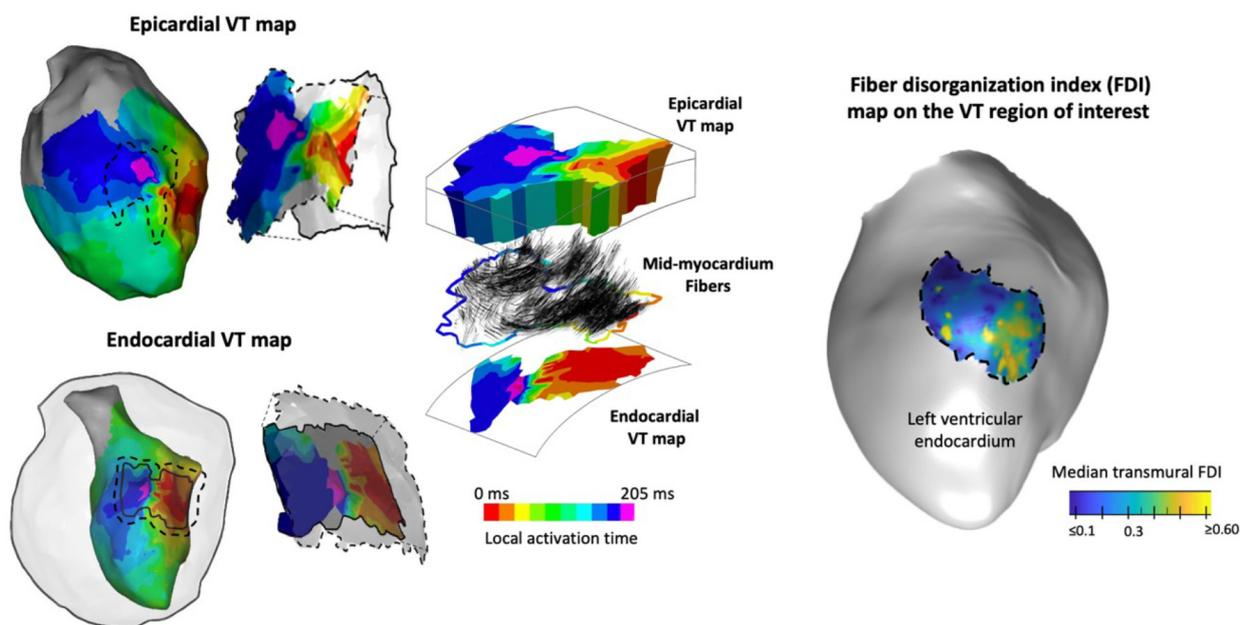 Epicardial VT map
Endocardial VT map
Epicardial
VT map
Mid-myocardium
Fibers
Endocardial
VT map
0 ms
205 ms
Local activation time
Fiber disorganization index (FDI)
map on the VT region of interest
Left ventricular
endocardium
Median transmural FDI
≤0.1
0.3
≥0.60